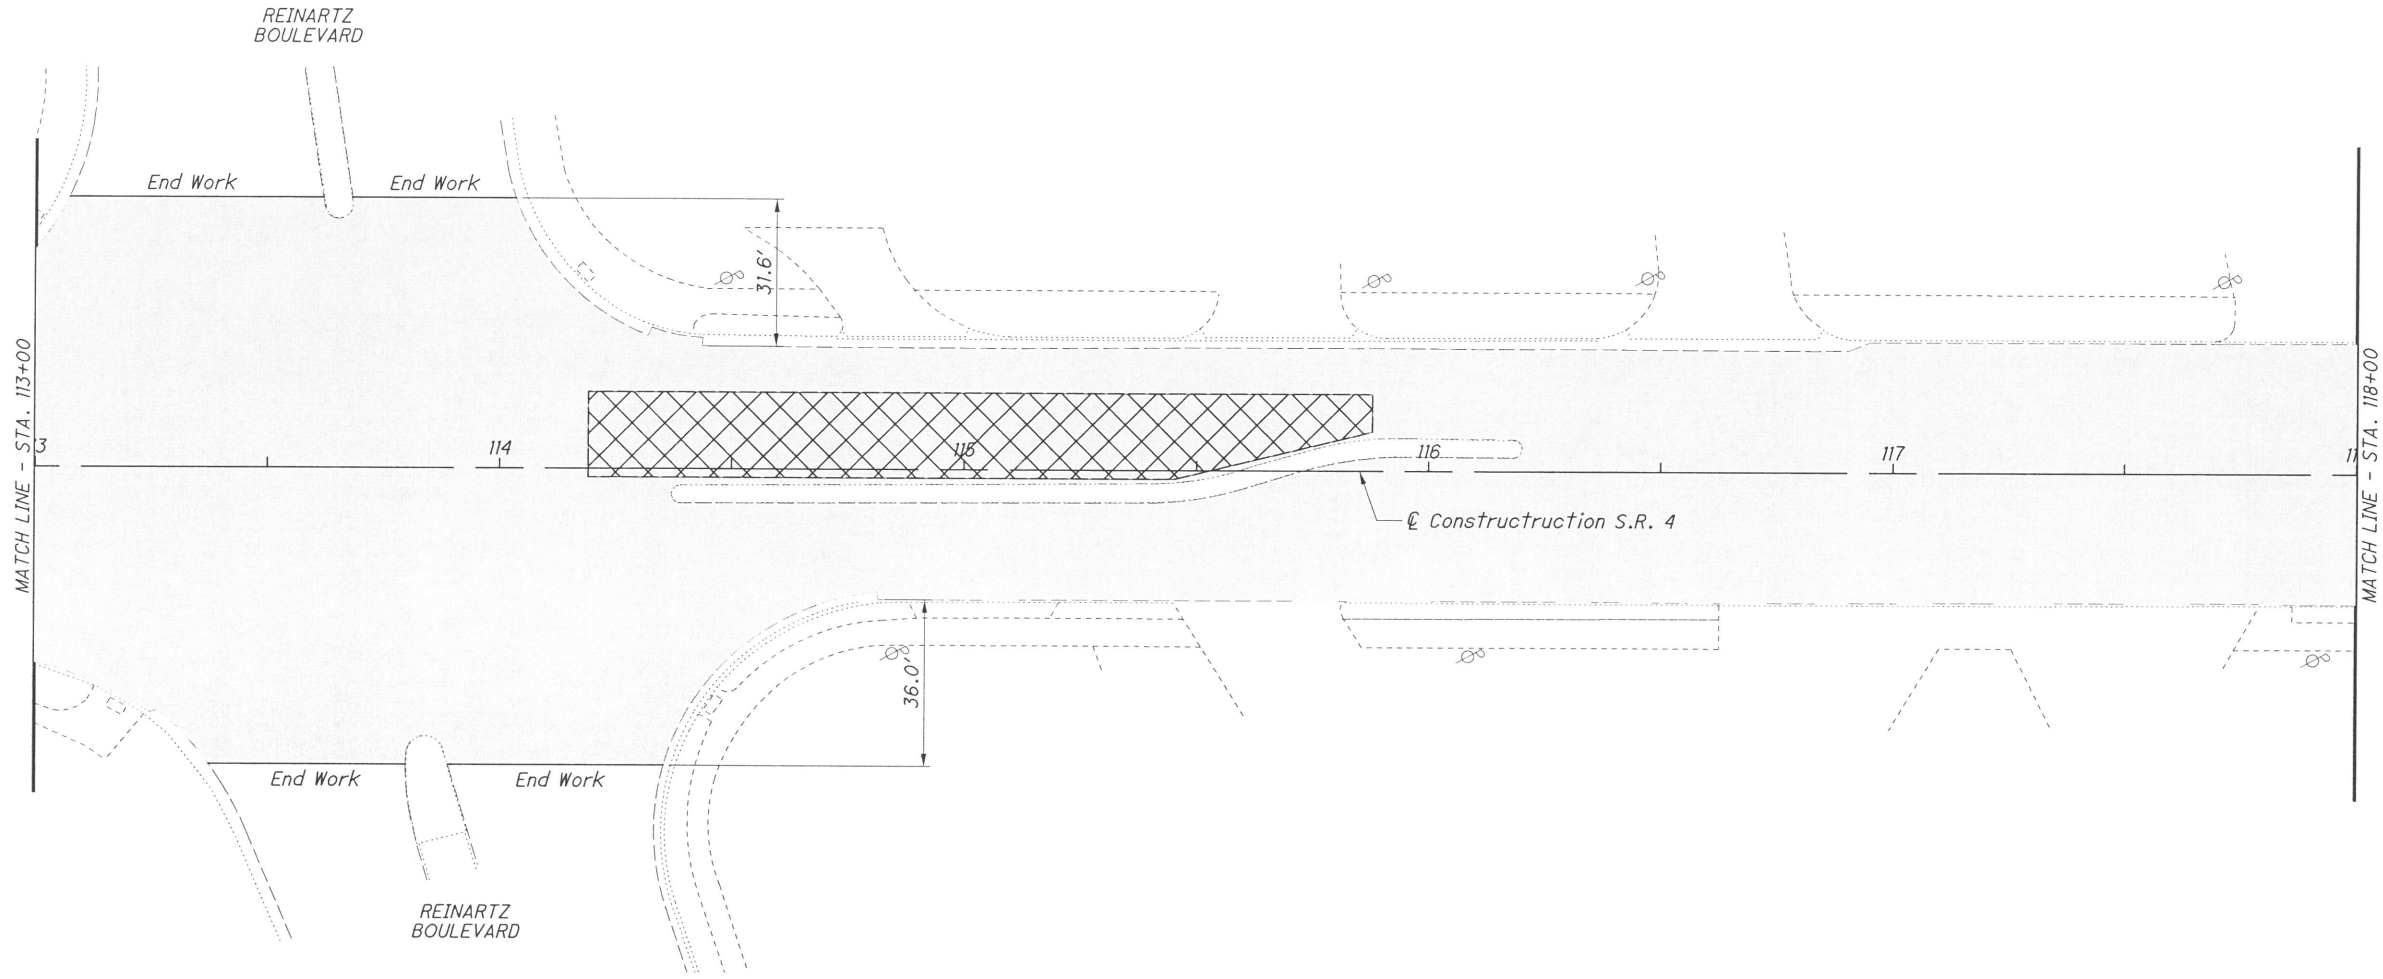 REINARTZ
BOULEVARD
End Work
End Work
31.6'
MATCH LINE - STA. 113+00
MATCH LINE - STA. 118+00
13
114
115
116
117
11
℄ Constructruction S.R. 4
36.0'
End Work
End Work
REINARTZ
BOULEVARD